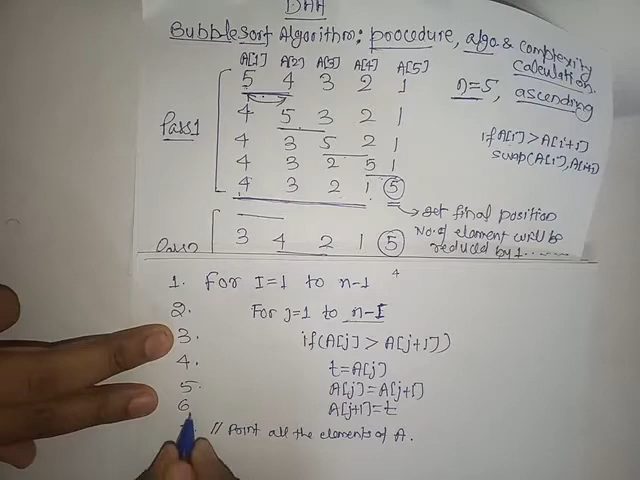 DAA
Bubble Sort Algorithm: procedure, algo & complexity
calculation.
A[1] A[2] A[3] A[4] A[5]
5 4 3 2 1
n=5, ascending
4 5 3 2 1
Pass1
if A[i] > A[i+1]
swap(A[i], A[i+1])
4 3 5 2 1
4 3 2 5 1
4 3 2 1 5
Get final position
No. of element will be
reduced by 1......
3 4 2 1 5
1. For I=1 to n-1
4
2. For j=1 to n-I
3. if(A[j] > A[j+1])
4. t=A[j]
5. A[j]=A[j+1]
6 A[j+1]=t
// Print all the elements of A.